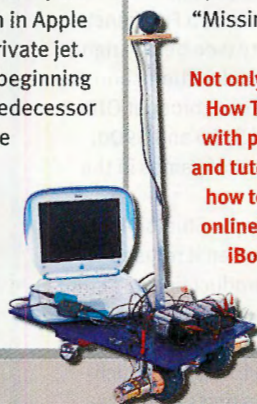 n in Apple
rivate jet.
beginning
edecessor
e
"Missin
Not only
How T
with p
and tuto
how to
online
iBo